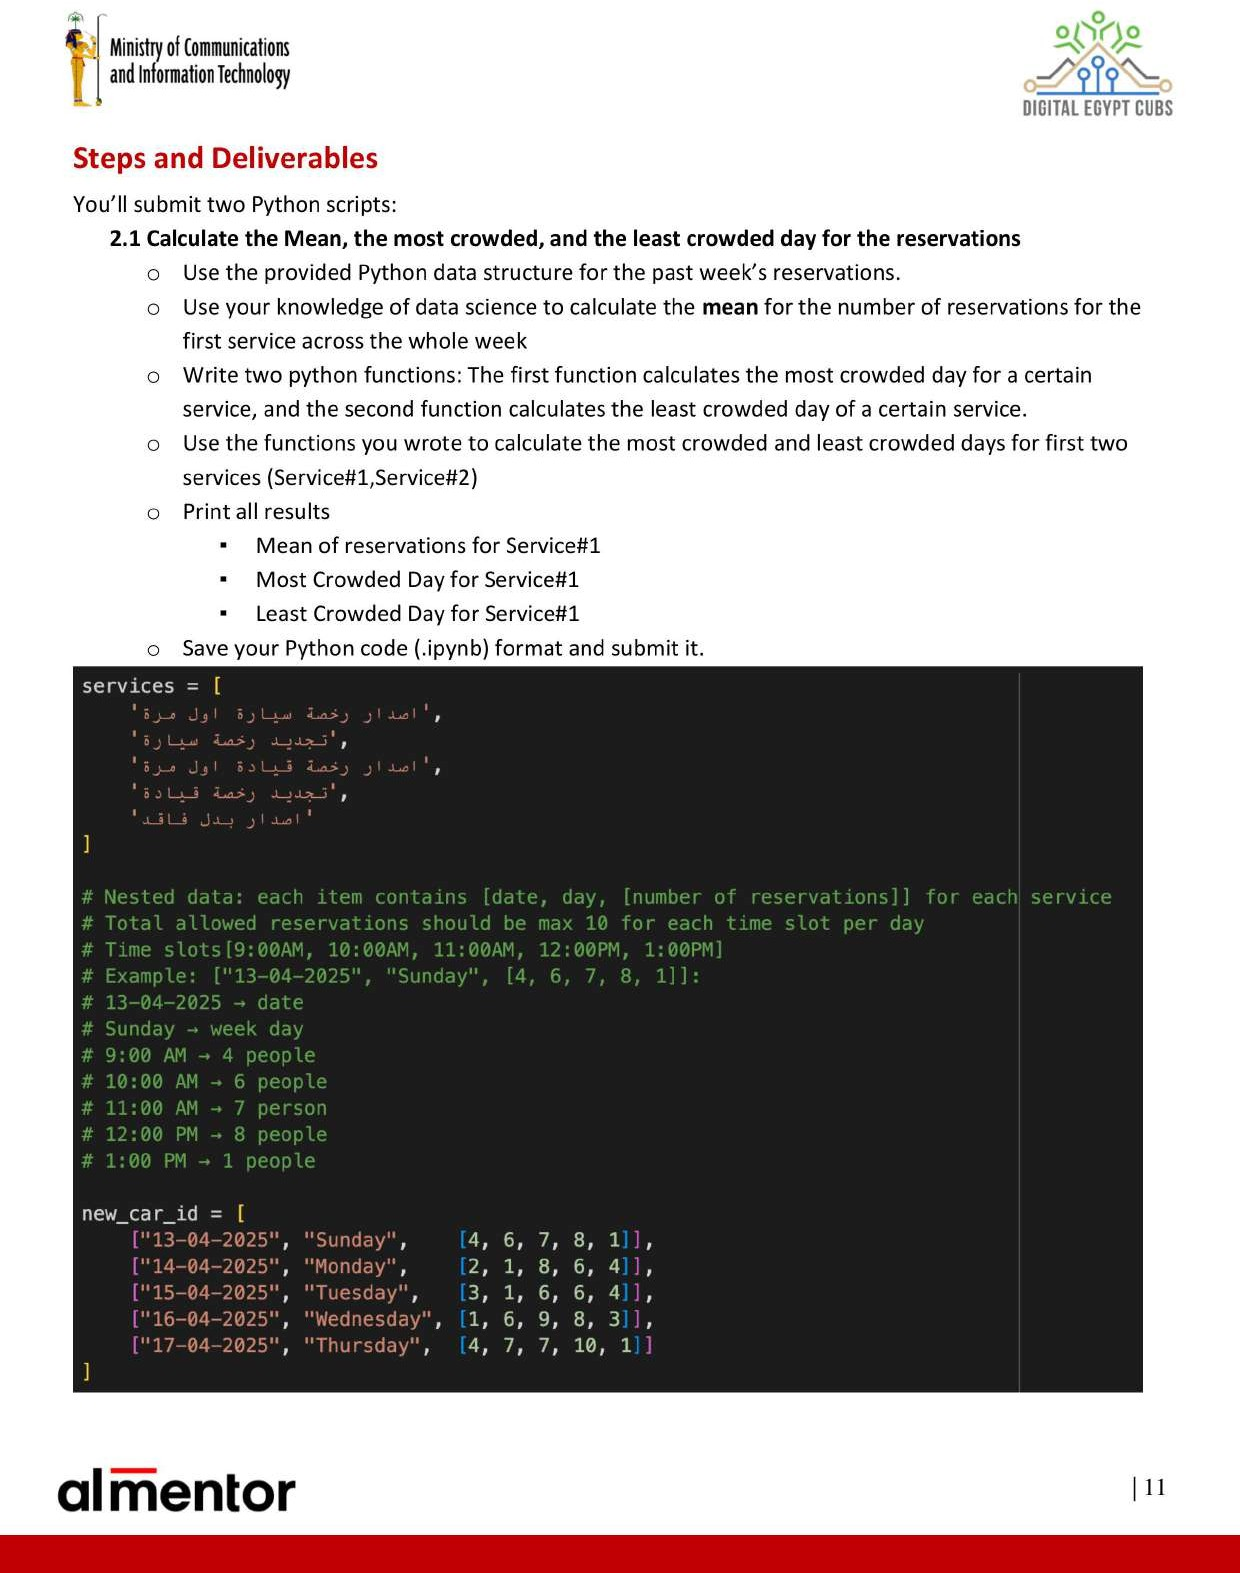 Ministry of Communications
and Information Technology
DIGITAL EGYPT CUBS
Steps and Deliverables
You’ll submit two Python scripts:
2.1 Calculate the Mean, the most crowded, and the least crowded day for the reservations
o Use the provided Python data structure for the past week’s reservations.
o Use your knowledge of data science to calculate the mean for the number of reservations for the
first service across the whole week
o Write two python functions: The first function calculates the most crowded day for a certain
service, and the second function calculates the least crowded day of a certain service.
o Use the functions you wrote to calculate the most crowded and least crowded days for first two
services (Service#1,Service#2)
o Print all results
▪ Mean of reservations for Service#1
▪ Most Crowded Day for Service#1
▪ Least Crowded Day for Service#1
o Save your Python code (.ipynb) format and submit it.
services = [
'اصدار رخصة سيارة اول مرة',
'تجديد رخصة سيارة',
'اصدار رخصة قيادة اول مرة',
'تجديد رخصة قيادة',
'اصدار بدل فاقد'
]
# Nested data: each item contains [date, day, [number of reservations]] for each service
# Total allowed reservations should be max 10 for each time slot per day
# Time slots[9:00AM, 10:00AM, 11:00AM, 12:00PM, 1:00PM]
# Example: ["13-04-2025", "Sunday", [4, 6, 7, 8, 1]]:
# 13-04-2025 → date
# Sunday → week day
# 9:00 AM → 4 people
# 10:00 AM → 6 people
# 11:00 AM → 7 person
# 12:00 PM → 8 people
# 1:00 PM → 1 people
new_car_id = [
["13-04-2025", "Sunday", [4, 6, 7, 8, 1]],
["14-04-2025", "Monday", [2, 1, 8, 6, 4]],
["15-04-2025", "Tuesday", [3, 1, 6, 6, 4]],
["16-04-2025", "Wednesday", [1, 6, 9, 8, 3]],
["17-04-2025", "Thursday", [4, 7, 7, 10, 1]]
]
almentor
| 11